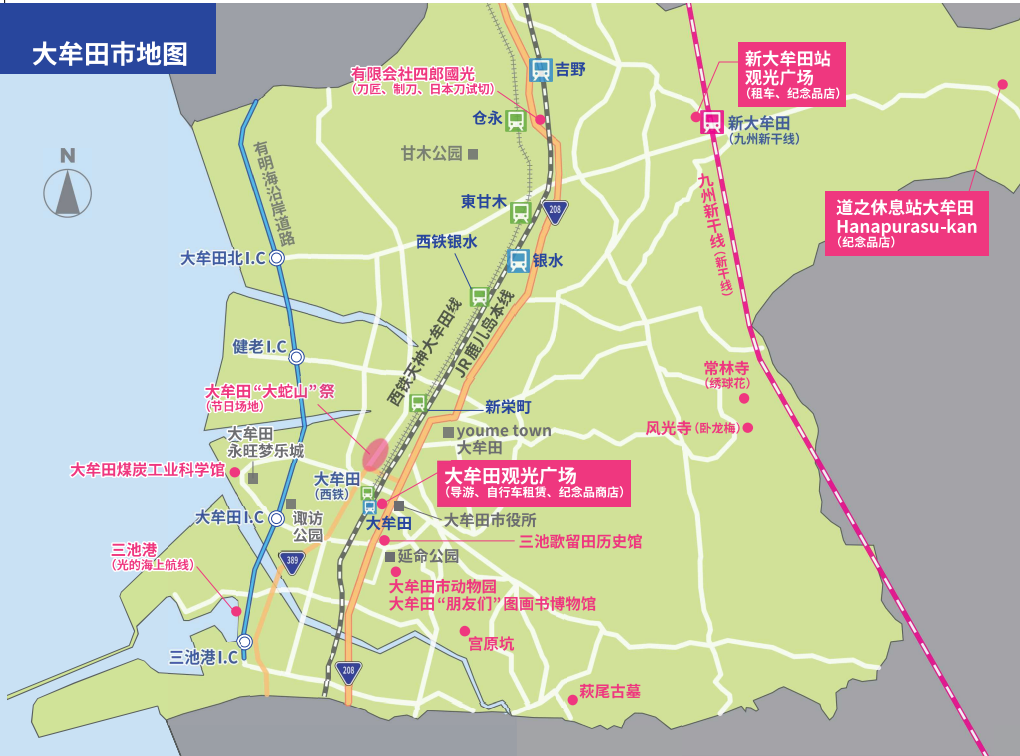 大牟田市地图
N
有限会社四郎國光
（刀匠、制刀、日本刀试切）
吉野
仓永
甘木公园
新大牟田站
观光广场
（租车、纪念品店）
新大牟田
（九州新干线）
道之休息站大牟田
Hanapurasu-kan
（纪念品店）
九州新干线（新干线）
有明海沿岸道路
東甘木
208
西铁银水
银水
大牟田北I.C
西铁天神大牟田线
JR鹿儿岛本线
健老I.C
大牟田“大蛇山”祭
（节日场地）
新栄町
常林寺
（绣球花）
风光寺（卧龙梅）
youme town
大牟田
大牟田
永旺梦乐城
大牟田煤炭工业科学馆
大牟田
（西铁）
大牟田观光广场
（导游、自行车租赁、纪念品商店）
大牟田I.C
诹访
公园
大牟田
大牟田市役所
三池港
（光的海上航线）
389
三池歌留田历史馆
延命公园
大牟田市动物园
大牟田“朋友们”图画书博物馆
宫原坑
三池港I.C
208
萩尾古墓